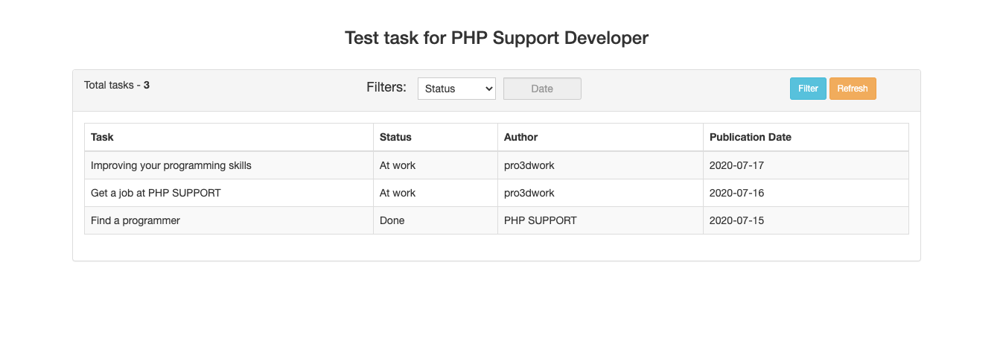 Test task for PHP Support Developer
Total tasks - 3 Filters: Status Date Filter Refresh
Task Status Author Publication Date
Improving your programming skills At work pro3dwork 2020-07-17
Get a job at PHP SUPPORT At work pro3dwork 2020-07-16
Find a programmer Done PHP SUPPORT 2020-07-15